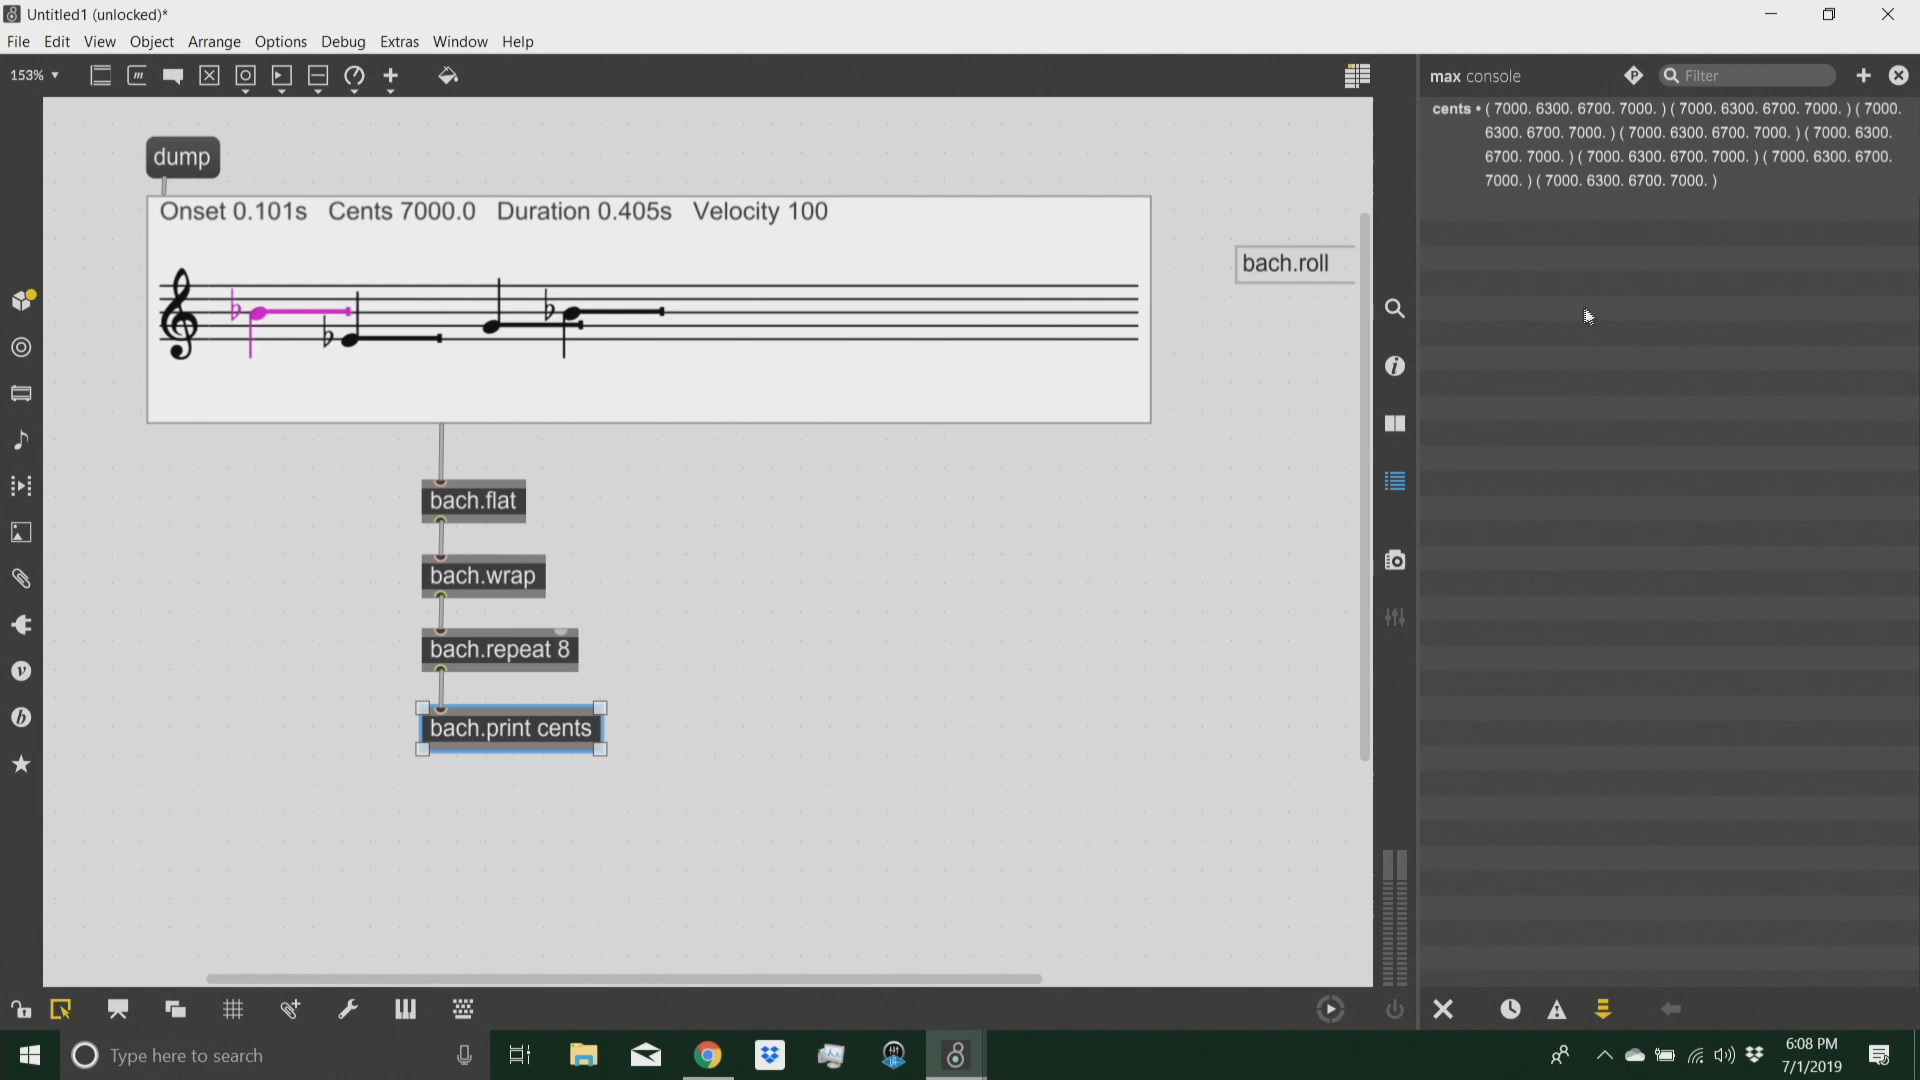 Untitled1 (unlocked)*
File Edit View Object Arrange Options Debug Extras Window Help
153%
max console
Filter
dump
Onset 0.101s Cents 7000.0 Duration 0.405s Velocity 100
bach.roll
bach.flat
bach.wrap
bach.repeat 8
bach.print cents
cents • ( 7000. 6300. 6700. 7000. ) ( 7000. 6300. 6700. 7000. ) ( 7000.
6300. 6700. 7000. ) ( 7000. 6300. 6700. 7000. ) ( 7000. 6300.
6700. 7000. ) ( 7000. 6300. 6700. 7000. ) ( 7000. 6300. 6700.
7000. ) ( 7000. 6300. 6700. 7000. )
Type here to search
6:08 PM
7/1/2019